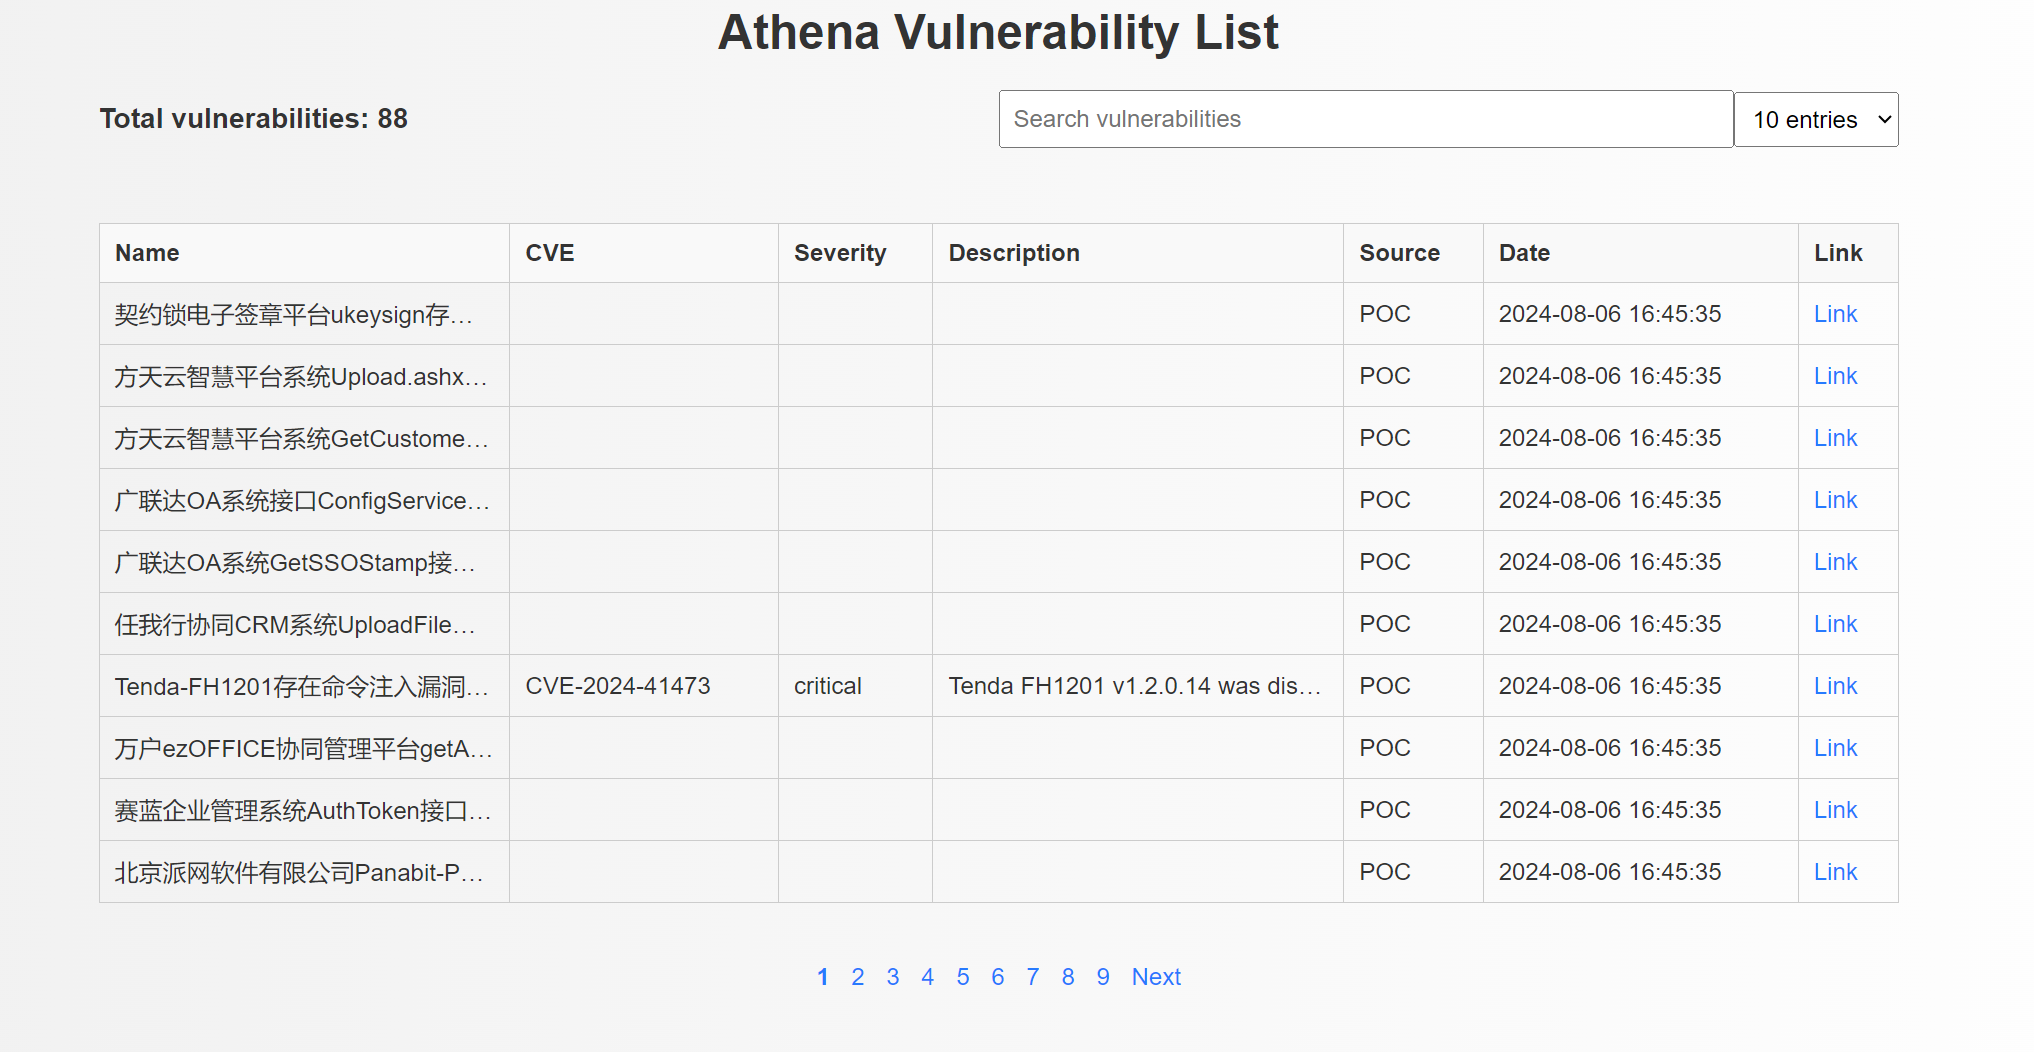 Athena Vulnerability List
Total vulnerabilities: 88
Search vulnerabilities
10 entries
Name CVE Severity Description Source Date Link
契约锁电子签章平台ukeysign存… POC 2024-08-06 16:45:35 Link
方天云智慧平台系统Upload.ashx… POC 2024-08-06 16:45:35 Link
方天云智慧平台系统GetCustome… POC 2024-08-06 16:45:35 Link
广联达OA系统接口ConfigService… POC 2024-08-06 16:45:35 Link
广联达OA系统GetSSOStamp接… POC 2024-08-06 16:45:35 Link
任我行协同CRM系统UploadFile… POC 2024-08-06 16:45:35 Link
Tenda-FH1201存在命令注入漏洞… CVE-2024-41473 critical Tenda FH1201 v1.2.0.14 was dis… POC 2024-08-06 16:45:35 Link
万户ezOFFICE协同管理平台getA… POC 2024-08-06 16:45:35 Link
赛蓝企业管理系统AuthToken接口… POC 2024-08-06 16:45:35 Link
北京派网软件有限公司Panabit-P… POC 2024-08-06 16:45:35 Link
1 2 3 4 5 6 7 8 9 Next